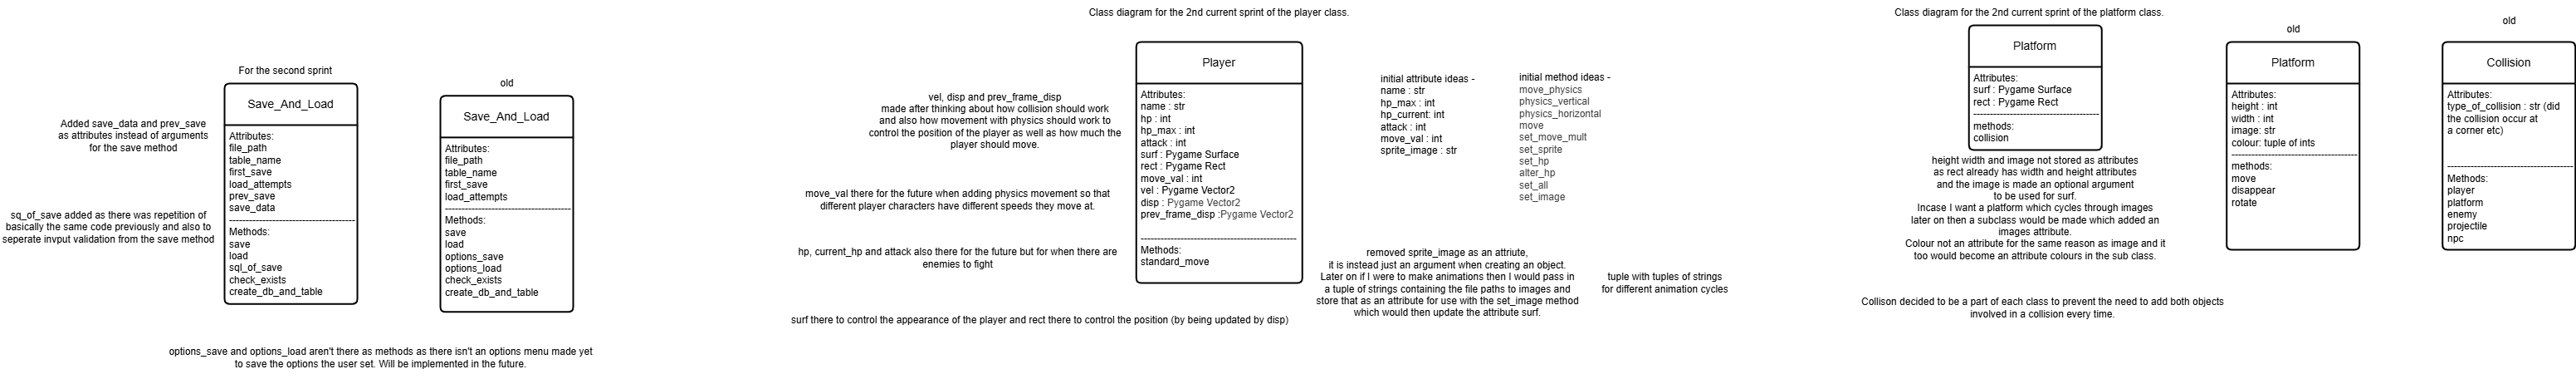 For the second sprint
Save_And_Load
Attributes:
file_path
table_name
first_save
load_attempts
prev_save
save_data
Methods:
save
load
sql_of_save
check_exists
create_db_and_table
Added save_data and prev_save
as attributes instead of arguments
for the save method
sq_of_save added as there was repetition of
basically the same code previously and also to
seperate invput validation from the save method
old
Save_And_Load
Attributes:
file_path
table_name
first_save
load_attempts
Methods:
save
load
options_save
options_load
check_exists
create_db_and_table
options_save and options_load aren't there as methods as there isn't an options menu made yet
to save the options the user set. Will be implemented in the future.
Class diagram for the 2nd current sprint of the player class.
vel, disp and prev_frame_disp
made after thinking about how collision should work
and also how movement with physics should work to
control the position of the player as well as how much the
player should move.
move_val there for the future when adding physics movement so that
different player characters have different speeds they move at.
hp, current_hp and attack also there for the future but for when there are
enemies to fight
surf there to control the appearance of the player and rect there to control the position (by being updated by disp)
Player
Attributes:
name : str
hp : int
hp_max : int
attack : int
surf : Pygame Surface
rect : Pygame Rect
move_val : int
vel : Pygame Vector2
disp : Pygame Vector2
prev_frame_disp :Pygame Vector2
Methods:
standard_move
initial attribute ideas -
name : str
hp_max : int
hp_current: int
attack : int
move_val : int
sprite_image : str
initial method ideas -
move_physics
physics_vertical
physics_horizontal
move
set_move_mult
set_sprite
set_hp
alter_hp
set_all
set_image
removed sprite_image as an attriute,
it is instead just an argument when creating an object.
Later on if I were to make animations then I would pass in
a tuple of strings containing the file paths to images and
store that as an attribute for use with the set_image method
which would then update the attribute surf.
tuple with tuples of strings
for different animation cycles
Class diagram for the 2nd current sprint of the platform class.
Platform
Attributes:
surf : Pygame Surface
rect : Pygame Rect
methods:
collision
height width and image not stored as attributes
as rect already has width and height attributes
and the image is made an optional argument
to be used for surf.
Incase I want a platform which cycles through images
later on then a subclass would be made which added an
images attribute.
Colour not an attribute for the same reason as image and it
too would become an attribute colours in the sub class.
Collison decided to be a part of each class to prevent the need to add both objects
involved in a collision every time.
old
Platform
Attributes:
height : int
width : int
image: str
colour: tuple of ints
methods:
move
disappear
rotate
old
Collision
Attributes:
type_of_collision : str (did
the collision occur at
a corner etc)
Methods:
player
platform
enemy
projectile
npc